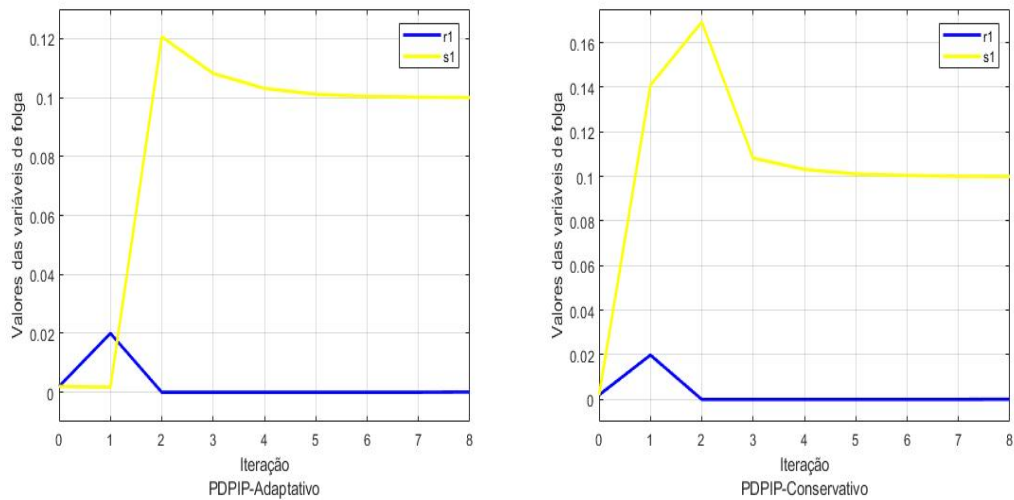 Valores das variáveis de folga
0.12
0.1
0.08
0.06
0.04
0.02
0
r1
s1
0 1 2 3 4 5 6 7 8
Iteração
PDPIP-Adaptativo
Valores das variáveis de folga
0.16
0.14
0.12
0.1
0.08
0.06
0.04
0.02
0
r1
s1
0 1 2 3 4 5 6 7 8
Iteração
PDPIP-Conservativo